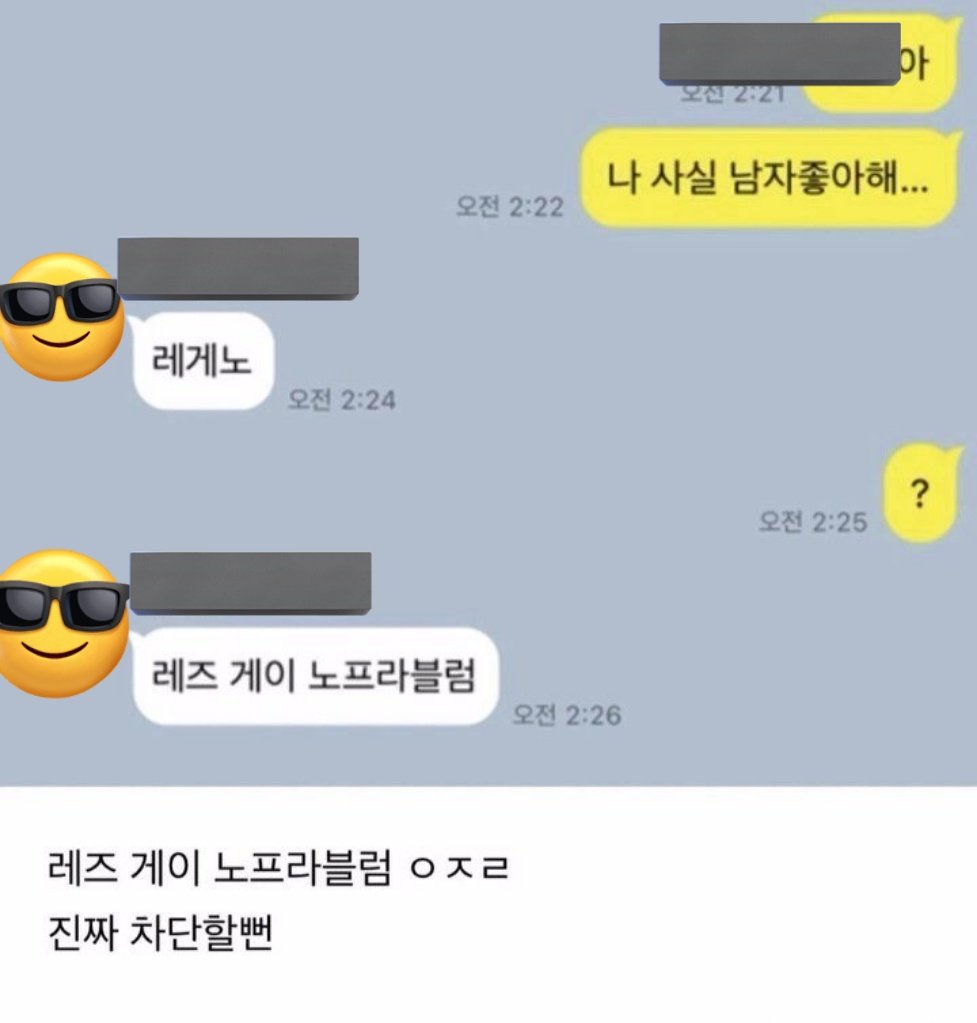 아
오전 2:21
나 사실 남자좋아해...
오전 2:22
레게노
오전 2:24
?
오전 2:25
레즈 게이 노프라블럼
오전 2:26
레즈 게이 노프라블럼 ㅇㅈㄹ
진짜 차단할뻔